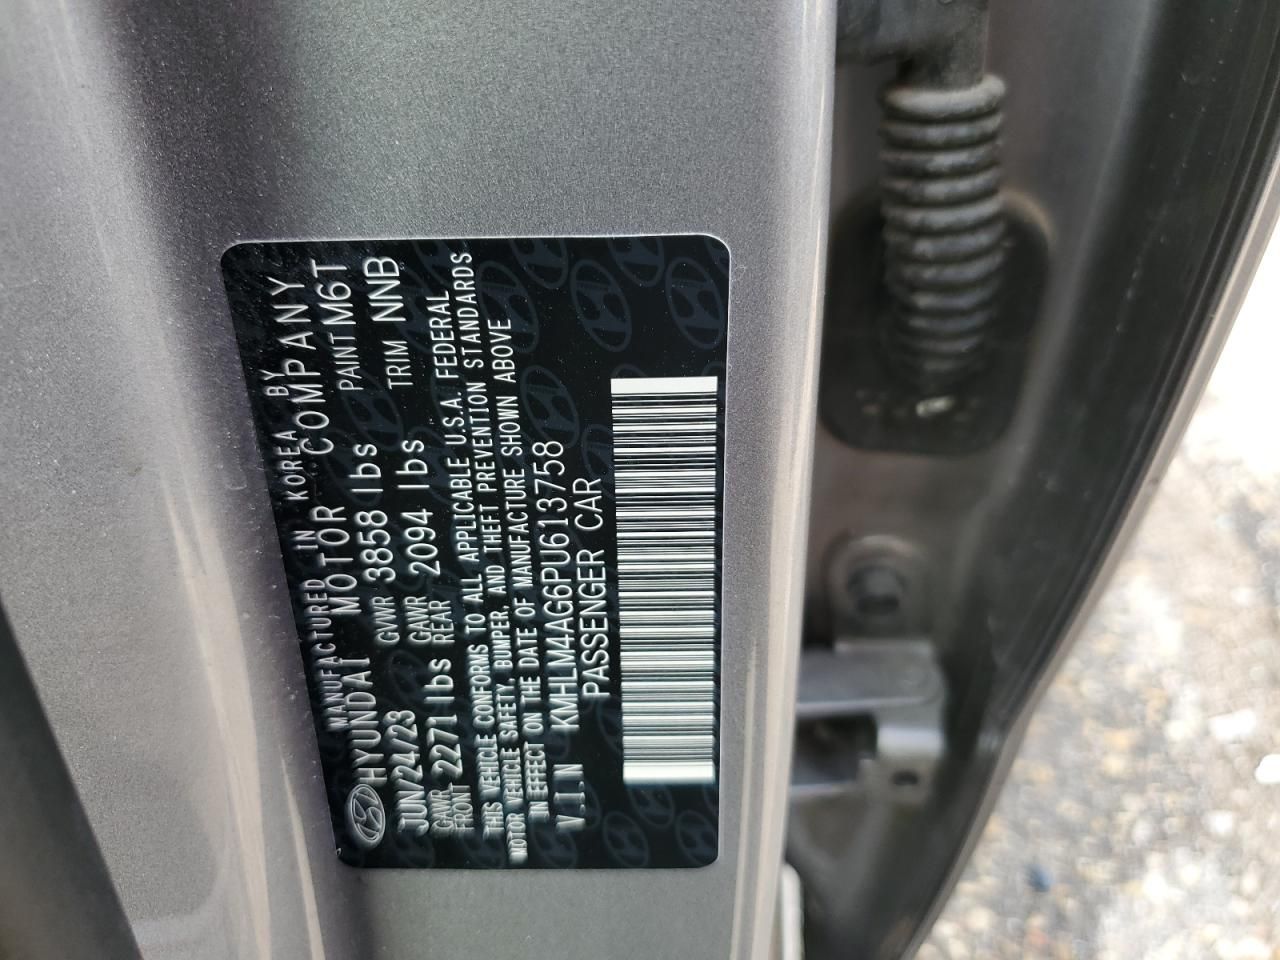 MANUFACTURED IN KOREA BY
HYUNDAI MOTOR COMPANY
JUN/24/23 GVWR 3858 lbs PAINT M6T
GAWR FRONT 2271 lbs GAWR REAR 2094 lbs TRIM NNB
THIS VEHICLE CONFORMS TO ALL APPLICABLE U.S.A. FEDERAL
MOTOR VEHICLE SAFETY, BUMPER, AND THEFT PREVENTION STANDARDS
IN EFFECT ON THE DATE OF MANUFACTURE SHOWN ABOVE
V.I.N KMHLM4AG6PU613758
PASSENGER CAR